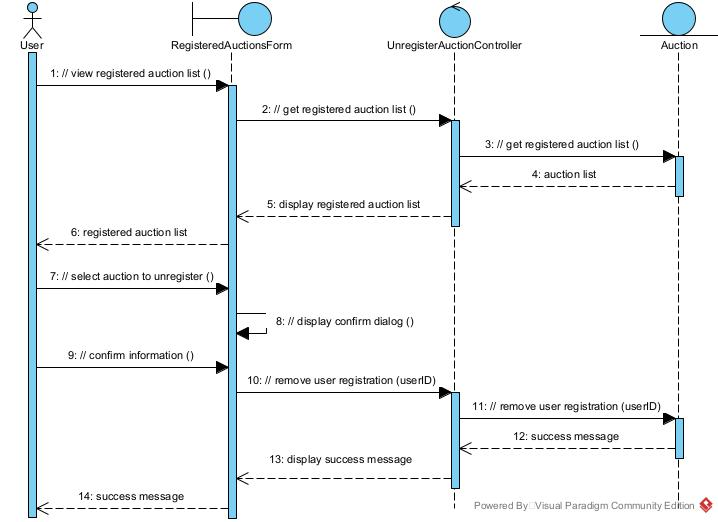 User
RegisteredAuctionsForm
UnregisterAuctionController
Auction
1: // view registered auction list ()
2: // get registered auction list ()
3: // get registered auction list ()
4: auction list
5: display registered auction list
6: registered auction list
7: // select auction to unregister ()
8: // display confirm dialog ()
9: // confirm information ()
10: // remove user registration (userID)
11: // remove user registration (userID)
12: success message
13: display success message
14: success message
Powered By Visual Paradigm Community Edition